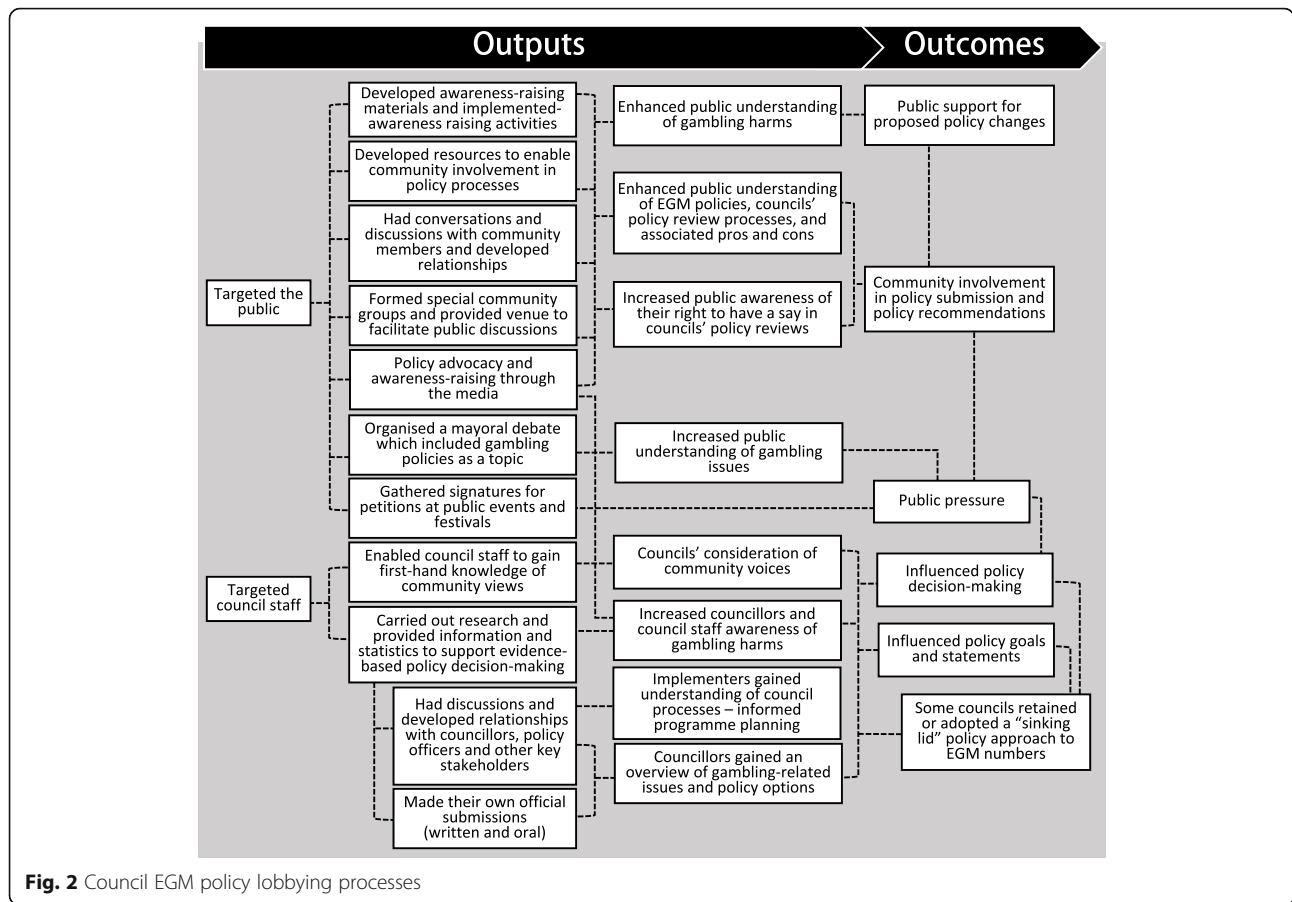 Outputs
Outcomes
Targeted the
public
Targeted
council staff
Developed awareness-raising
materials and implemented-
awareness raising activities
Developed resources to enable
community involvement in
policy processes
Had conversations and
discussions with community
members and developed
relationships
Formed special community
groups and provided venue to
facilitate public discussions
Policy advocacy and
awareness-raising through
the media
Organised a mayoral debate
which included gambling
policies as a topic
Gathered signatures for
petitions at public events and
festivals
Enabled council staff to gain
first-hand knowledge of
community views
Carried out research and
provided information and
statistics to support evidence-
based policy decision-making
Had discussions and
developed relationships
with councillors, policy
officers and other key
stakeholders
Made their own official
submissions
(written and oral)
Enhanced public understanding
of gambling harms
Enhanced public understanding
of EGM policies, councils’
policy review processes, and
associated pros and cons
Increased public awareness of
their right to have a say in
councils’ policy reviews
Increased public
understanding of gambling
issues
Councils’ consideration of
community voices
Increased councillors and
council staff awareness of
gambling harms
Implementers gained
understanding of council
processes – informed
programme planning
Councillors gained an
overview of gambling-related
issues and policy options
Public support for
proposed policy changes
Community involvement
in policy submission and
policy recommendations
Public pressure
Influenced policy
decision-making
Influenced policy goals
and statements
Some councils retained
or adopted a “sinking
lid” policy approach to
EGM numbers
Fig. 2 Council EGM policy lobbying processes